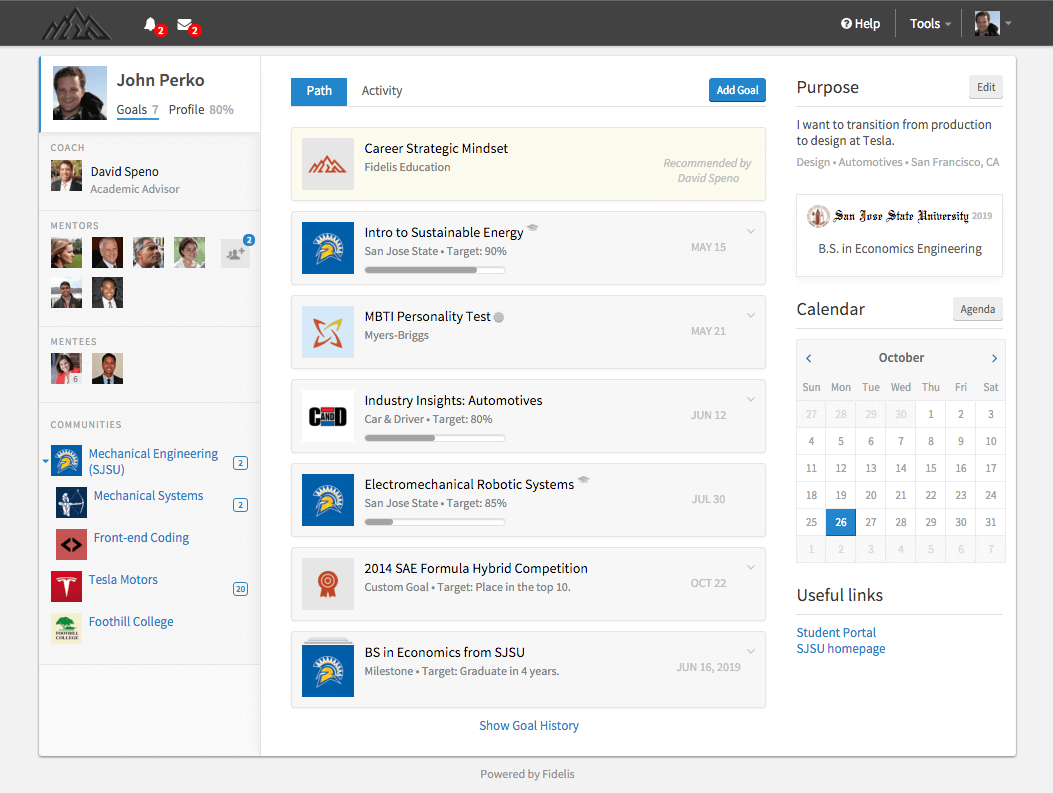 2
2
Help
Tools
John Perko
Goals 7 Profile 80%
COACH
David Speno
Academic Advisor
MENTORS
2
MENTEES
6
COMMUNITIES
Mechanical Engineering
(SJSU)
2
Mechanical Systems
2
Front-end Coding
Tesla Motors
20
FOOTHILL
COLLEGE
Foothill College
Path
Activity
Add Goal
Career Strategic Mindset
Fidelis Education
Recommended by
David Speno
Intro to Sustainable Energy
San Jose State • Target: 90%
MAY 15
MBTI Personality Test
Myers-Briggs
MAY 21
CAND
Industry Insights: Automotives
Car & Driver • Target: 80%
JUN 12
Electromechanical Robotic Systems
San Jose State • Target: 85%
JUL 30
2014 SAE Formula Hybrid Competition
Custom Goal • Target: Place in the top 10.
OCT 22
BS in Economics from SJSU
Milestone • Target: Graduate in 4 years.
JUN 16, 2019
Show Goal History
Purpose
Edit
I want to transition from production
to design at Tesla.
Design • Automotives • San Francisco, CA
San Jose State University 2019
B.S. in Economics Engineering
Calendar
Agenda
October
Sun Mon Tue Wed Thu Fri Sat
27 28 29 30 1 2 3
4 5 6 7 8 9 10
11 12 13 14 15 16 17
18 19 20 21 22 23 24
25 26 27 28 29 30 31
1 2 3 4 5 6 7
Useful links
Student Portal
SJSU homepage
Powered by Fidelis